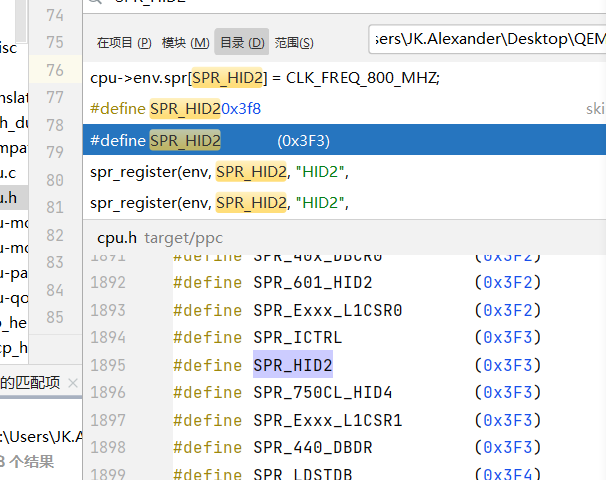 74
75
76
77
78
79
80
81
82
83
84
85
在项目 (P) 模块 (M) 目录 (D) 范围(S)
sers\JK.Alexander\Desktop\QEM
cpu->env.spr[SPR_HID2] = CLK_FREQ_800_MHZ;
#define SPR_HID20x3f8 ski
#define SPR_HID2 (0x3F3)
spr_register(env, SPR_HID2, "HID2",
spr_register(env, SPR_HID2, "HID2",
cpu.h target/ppc
1891 #define SPR_40x_DBCR0 (0x3F2)
1892 #define SPR_601_HID2 (0x3F2)
1893 #define SPR_Exxx_L1CSR0 (0x3F2)
1894 #define SPR_ICTRL (0x3F3)
1895 #define SPR_HID2 (0x3F3)
1896 #define SPR_750CL_HID4 (0x3F3)
1897 #define SPR_Exxx_L1CSR1 (0x3F3)
1898 #define SPR_440_DBDR (0x3F3)
1899 #define SPR_LDSTDB (0x3F4)
isc
nslat
h_du
mpa
u.c
u.h
u-mo
u-mo
u-pa
u-qo
p_he
cp_h
的匹配项
:\Users\JK.A
个结果